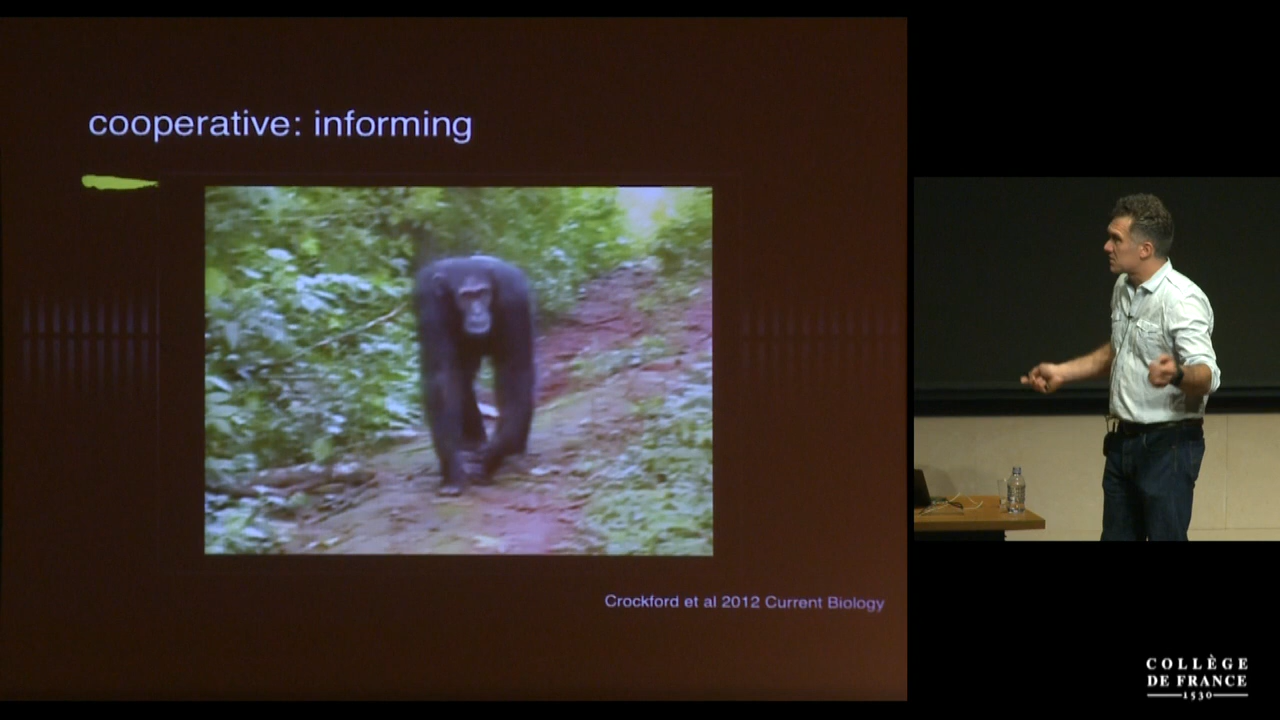 cooperative: informing
Crockford et al 2012 Current Biology
COLLÈGE
DE FRANCE
1530